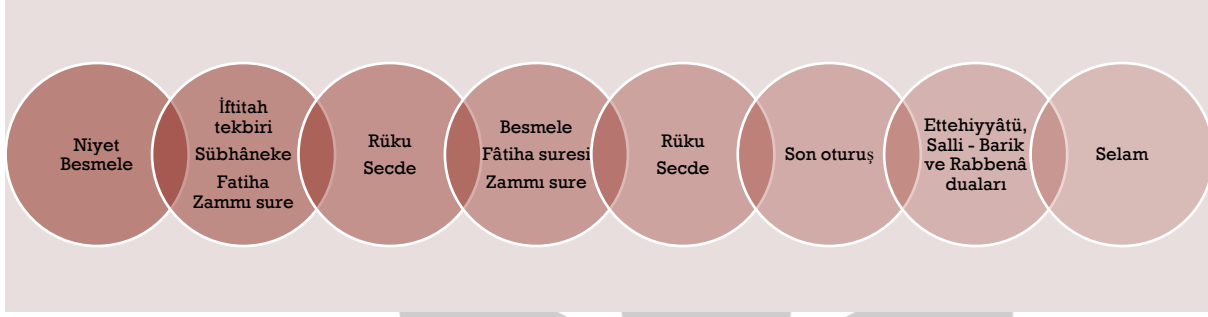 Niyet
Besmele
İftitah
tekbiri
Sübhâneke
Fatiha
Zammı sure
Rüku
Secde
Besmele
Fâtiha suresi
Zammı sure
Rüku
Secde
Son oturuş
Ettehiyyâtü,
Salli - Barik
ve Rabbenâ
duaları
Selam